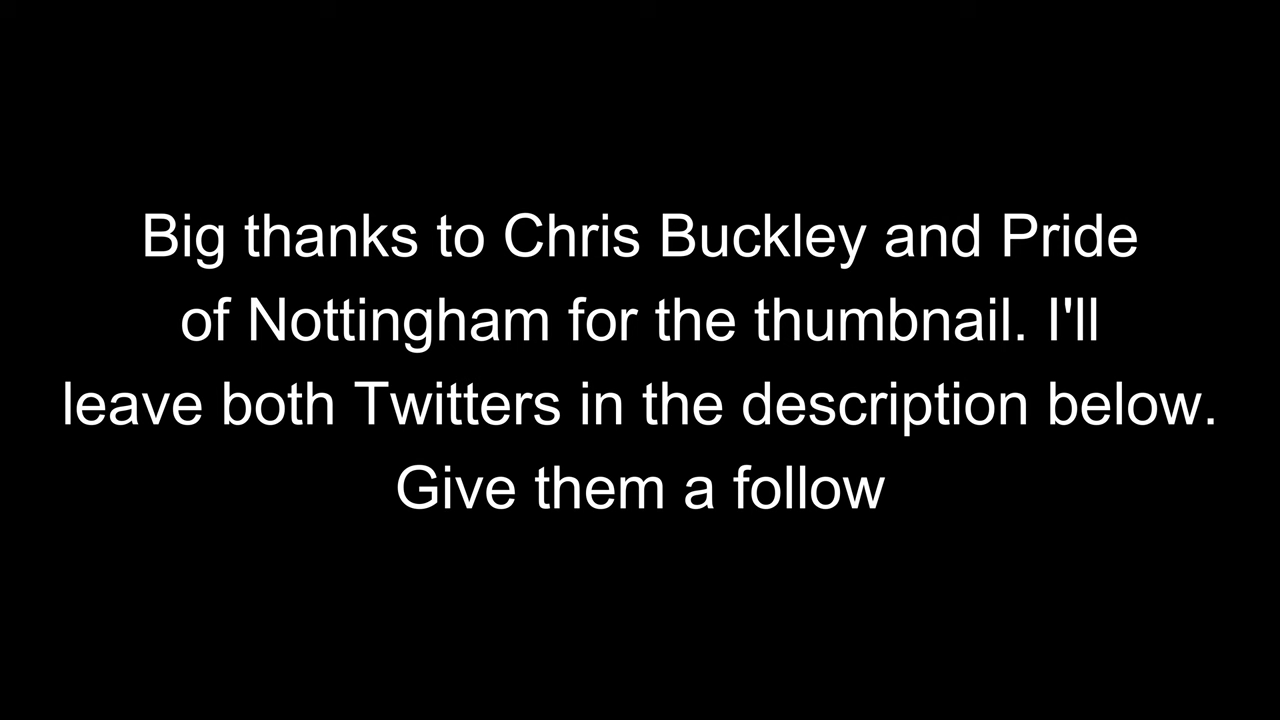 Big thanks to Chris Buckley and Pride
of Nottingham for the thumbnail. I'll
leave both Twitters in the description below.
Give them a follow